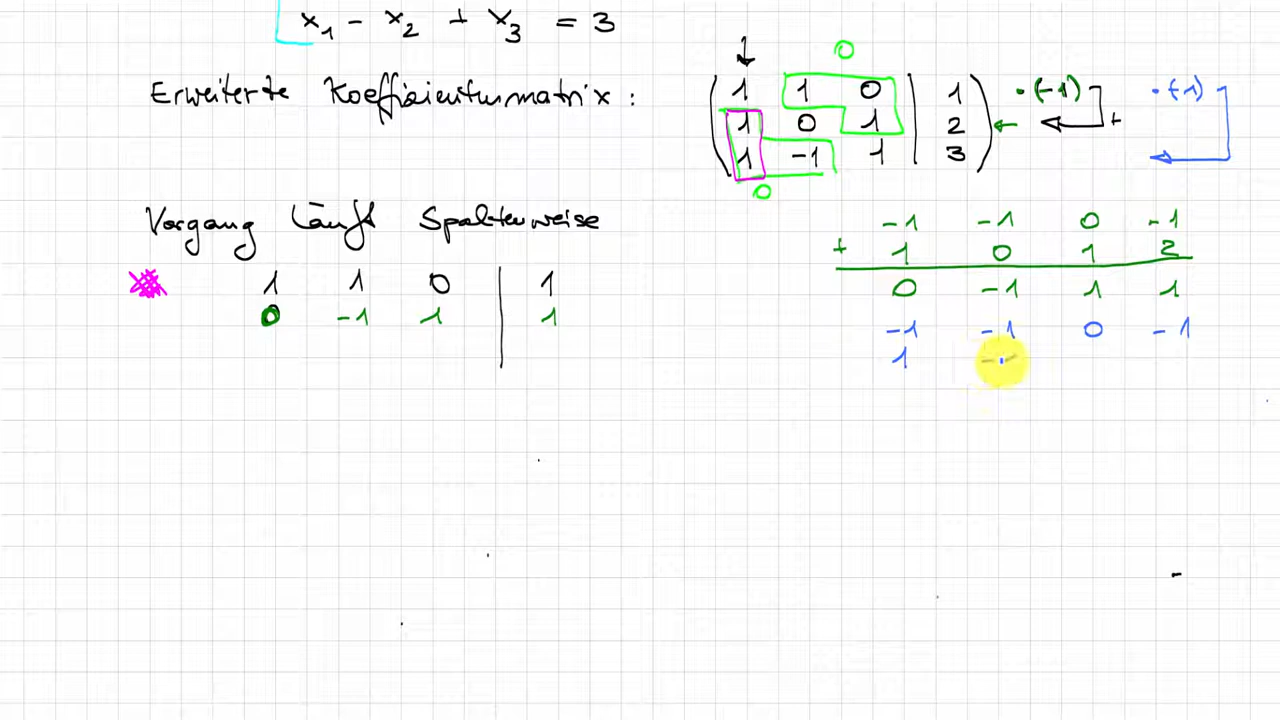 x₁ - x₂ + x₃ = 3
Erweiterte Koeffizientenmatrix :
↓ 0
( 1 1 0 | 1 ) ·(-1) ·(-1)
1 0 1 | 2 ← +
1 -1 1 | 3
0
Vorgang läuft Spaltenweise
1 1 0 | 1
0 -1 1 | 1
-1 -1 0 -1
+ 1 0 1 2
0 -1 1 1
-1 -1 0 -1
1 -